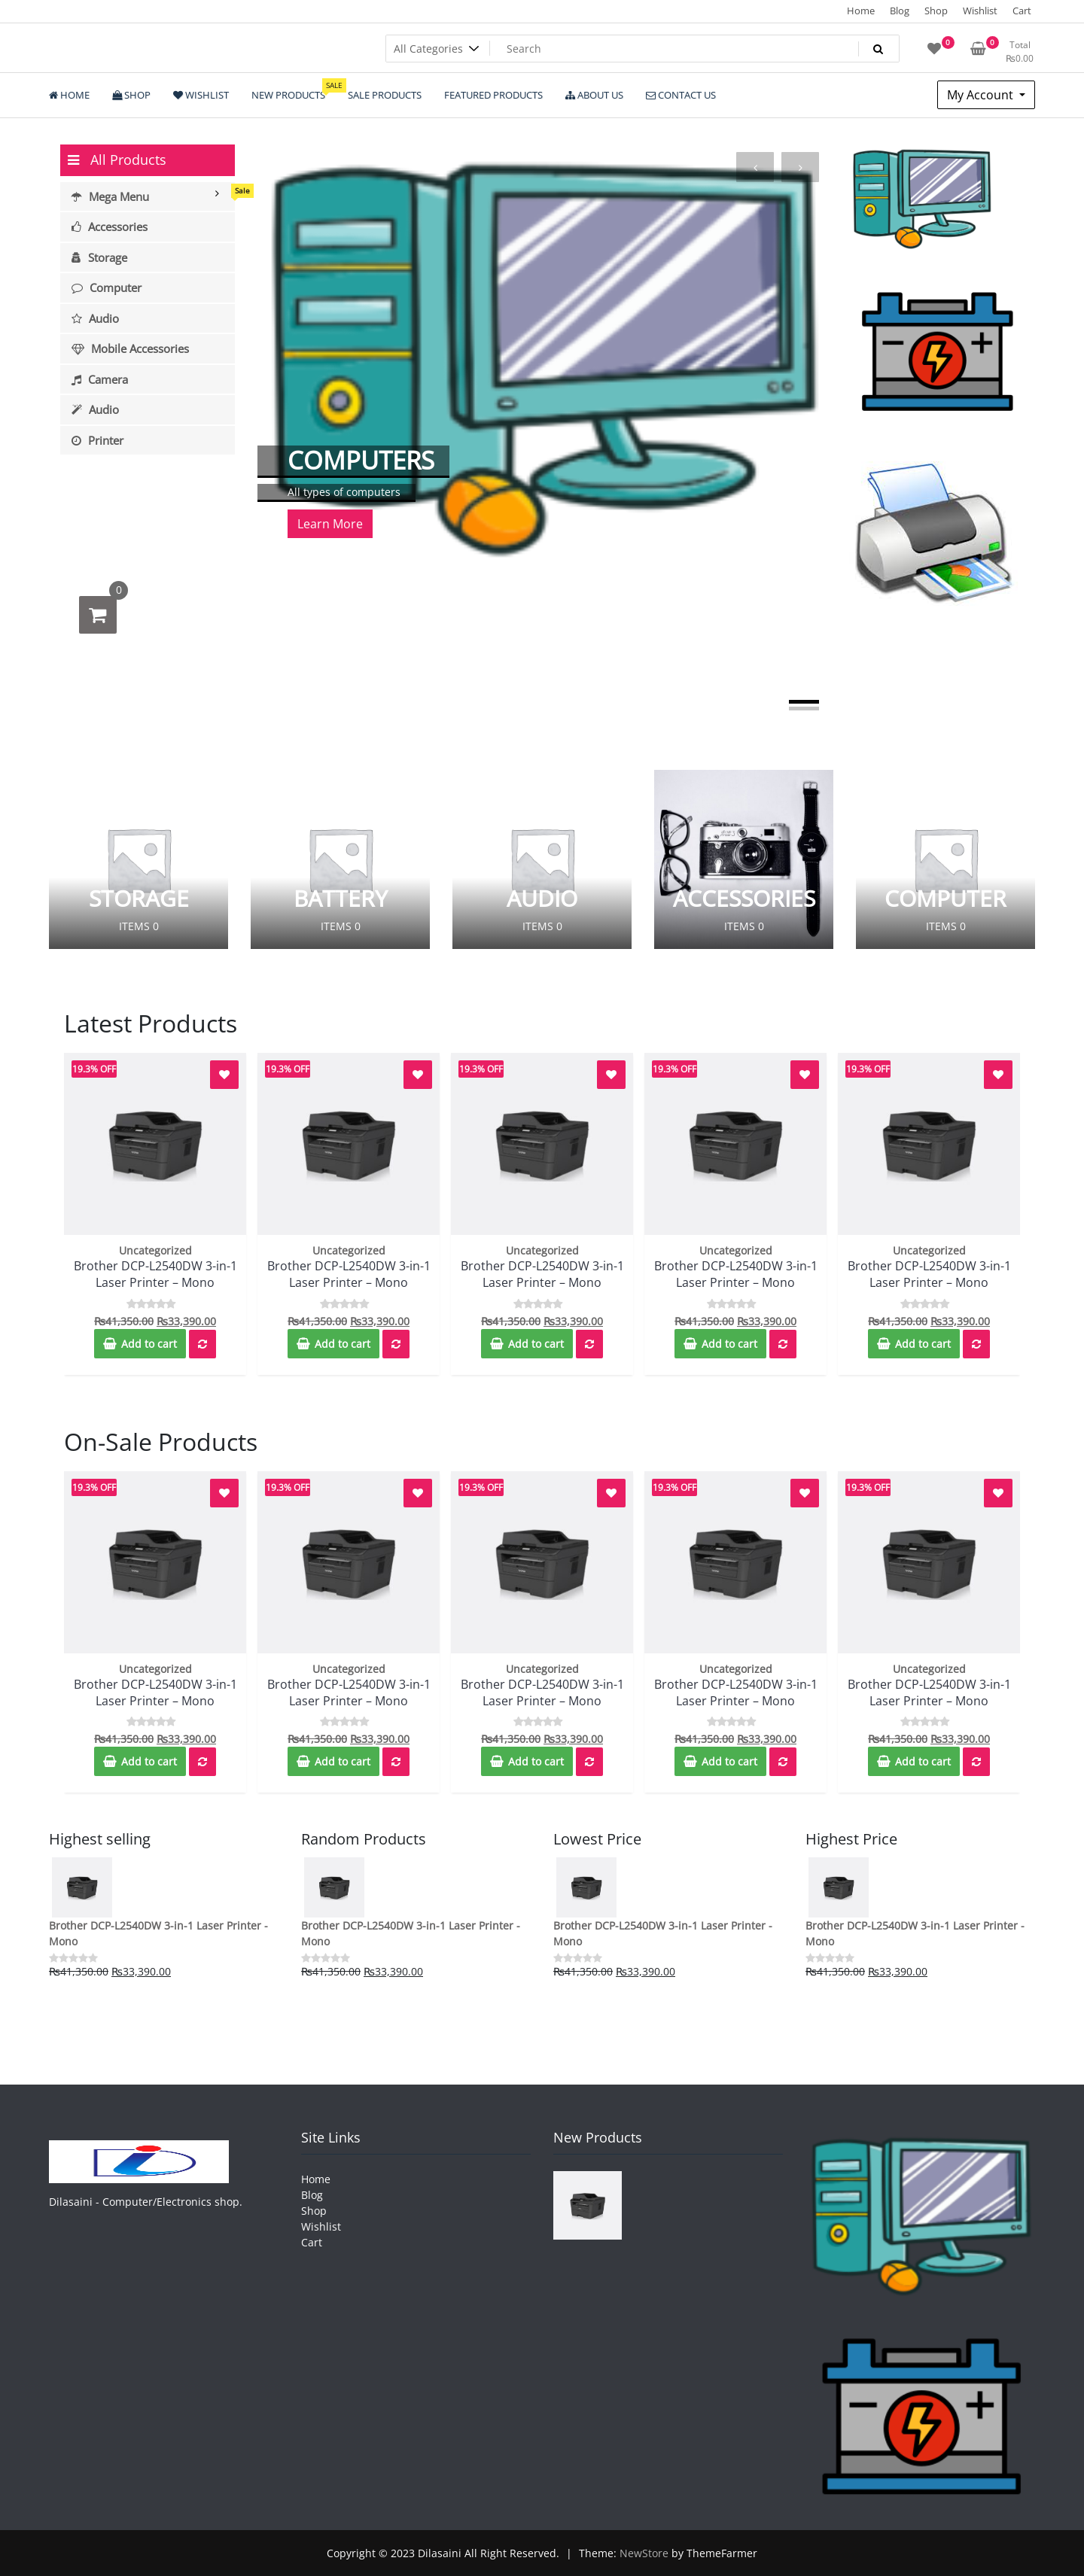 Home Blog Shop Wishlist Cart
All Categories Search 0 0 Total
₨0.00
SALE
HOME SHOP WISHLIST NEW PRODUCTS SALE PRODUCTS FEATURED PRODUCTS ABOUT US CONTACT US My Account
All Products
Mega Menu
Sale
Accessories
Storage
Computer
Audio
Mobile Accessories
Camera
Audio
Printer
COMPUTERS
All types of computers
Learn More
- +
0
STORAGE BATTERY AUDIO ACCESSORIES COMPUTER
ITEMS 0 ITEMS 0 ITEMS 0 ITEMS 0 ITEMS 0
Latest Products
19.3% OFF 19.3% OFF 19.3% OFF 19.3% OFF 19.3% OFF
Uncategorized Uncategorized Uncategorized Uncategorized Uncategorized
Brother DCP-L2540DW 3-in-1 Brother DCP-L2540DW 3-in-1 Brother DCP-L2540DW 3-in-1 Brother DCP-L2540DW 3-in-1 Brother DCP-L2540DW 3-in-1
Laser Printer – Mono Laser Printer – Mono Laser Printer – Mono Laser Printer – Mono Laser Printer – Mono
₨41,350.00 ₨33,390.00 ₨41,350.00 ₨33,390.00 ₨41,350.00 ₨33,390.00 ₨41,350.00 ₨33,390.00 ₨41,350.00 ₨33,390.00
Add to cart Add to cart Add to cart Add to cart Add to cart
On-Sale Products
19.3% OFF 19.3% OFF 19.3% OFF 19.3% OFF 19.3% OFF
Uncategorized Uncategorized Uncategorized Uncategorized Uncategorized
Brother DCP-L2540DW 3-in-1 Brother DCP-L2540DW 3-in-1 Brother DCP-L2540DW 3-in-1 Brother DCP-L2540DW 3-in-1 Brother DCP-L2540DW 3-in-1
Laser Printer – Mono Laser Printer – Mono Laser Printer – Mono Laser Printer – Mono Laser Printer – Mono
₨41,350.00 ₨33,390.00 ₨41,350.00 ₨33,390.00 ₨41,350.00 ₨33,390.00 ₨41,350.00 ₨33,390.00 ₨41,350.00 ₨33,390.00
Add to cart Add to cart Add to cart Add to cart Add to cart
Highest selling Random Products Lowest Price Highest Price
Brother DCP-L2540DW 3-in-1 Laser Printer - Brother DCP-L2540DW 3-in-1 Laser Printer - Brother DCP-L2540DW 3-in-1 Laser Printer - Brother DCP-L2540DW 3-in-1 Laser Printer -
Mono Mono Mono Mono
₨41,350.00 ₨33,390.00 ₨41,350.00 ₨33,390.00 ₨41,350.00 ₨33,390.00 ₨41,350.00 ₨33,390.00
Dilasaini - Computer/Electronics shop.
Site Links
Home
Blog
Shop
Wishlist
Cart
New Products
- +
Copyright © 2023 Dilasaini All Right Reserved. | Theme: NewStore by ThemeFarmer